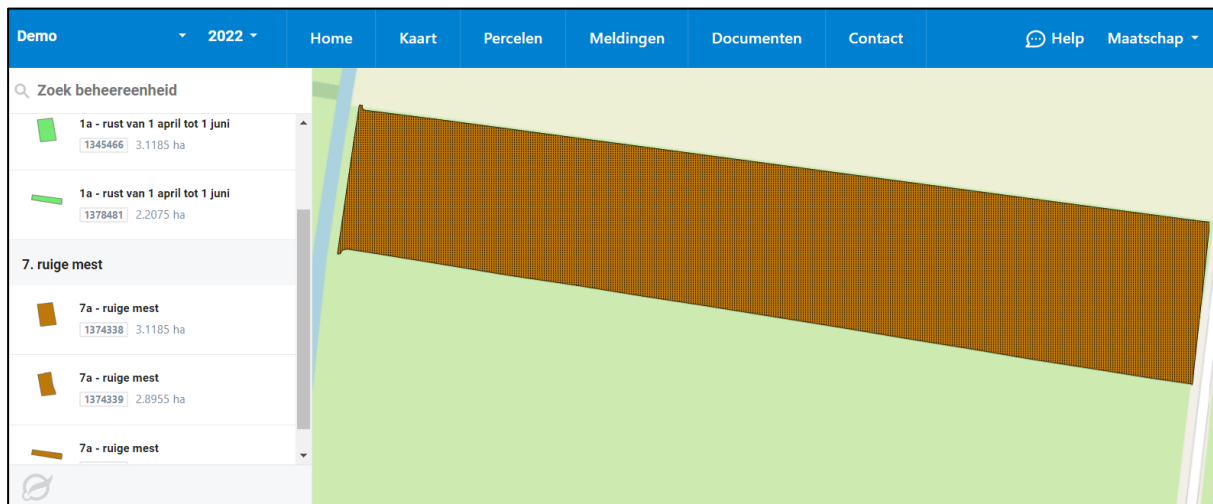 Demo 2022 Home Kaart Percelen Meldingen Documenten Contact Help Maatschap
Zoek beheereenheid
1a - rust van 1 april tot 1 juni
1345466 3.1185 ha
1a - rust van 1 april tot 1 juni
1378481 2.2075 ha
7. ruige mest
7a - ruige mest
1374338 3.1185 ha
7a - ruige mest
1374339 2.8955 ha
7a - ruige mest